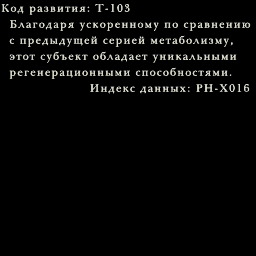 Код развития: Т-103
Благодаря ускоренному по сравнению
с предыдущей серией метаболизму,
этот субъект обладает уникальными
регенерационными способностями.
Индекс данных: PH-X016